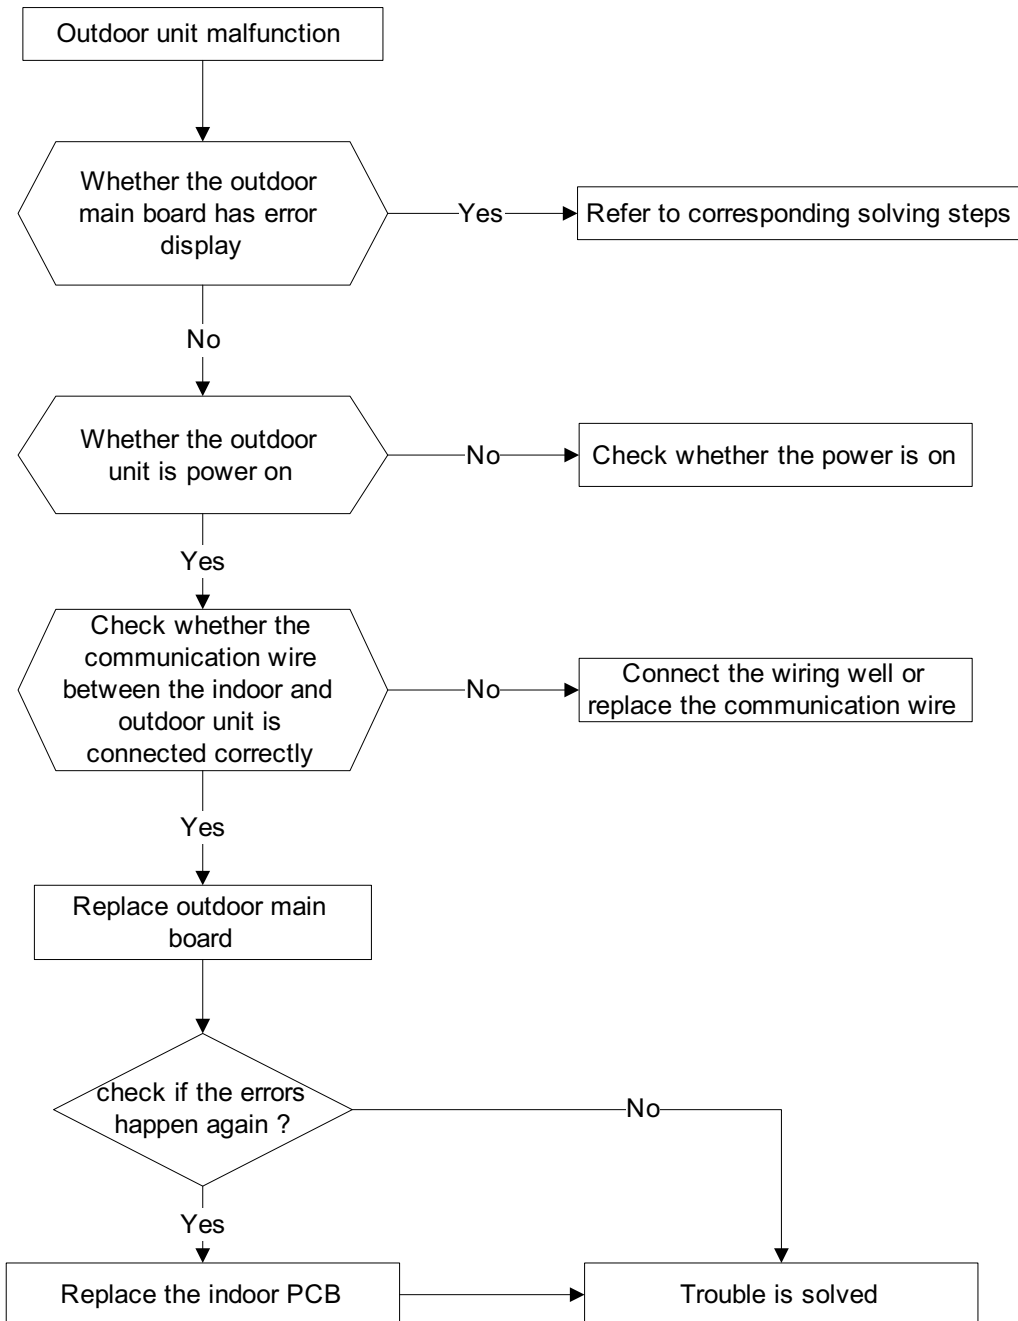 Outdoor unit malfunction
Whether the outdoor
main board has error
display
Yes
Refer to corresponding solving steps
No
Whether the outdoor
unit is power on
No
Check whether the power is on
Yes
Check whether the
communication wire
between the indoor and
outdoor unit is
connected correctly
No
Connect the wiring well or
replace the communication wire
Yes
Replace outdoor main
board
check if the errors
happen again ?
No
Yes
Replace the indoor PCB
Trouble is solved